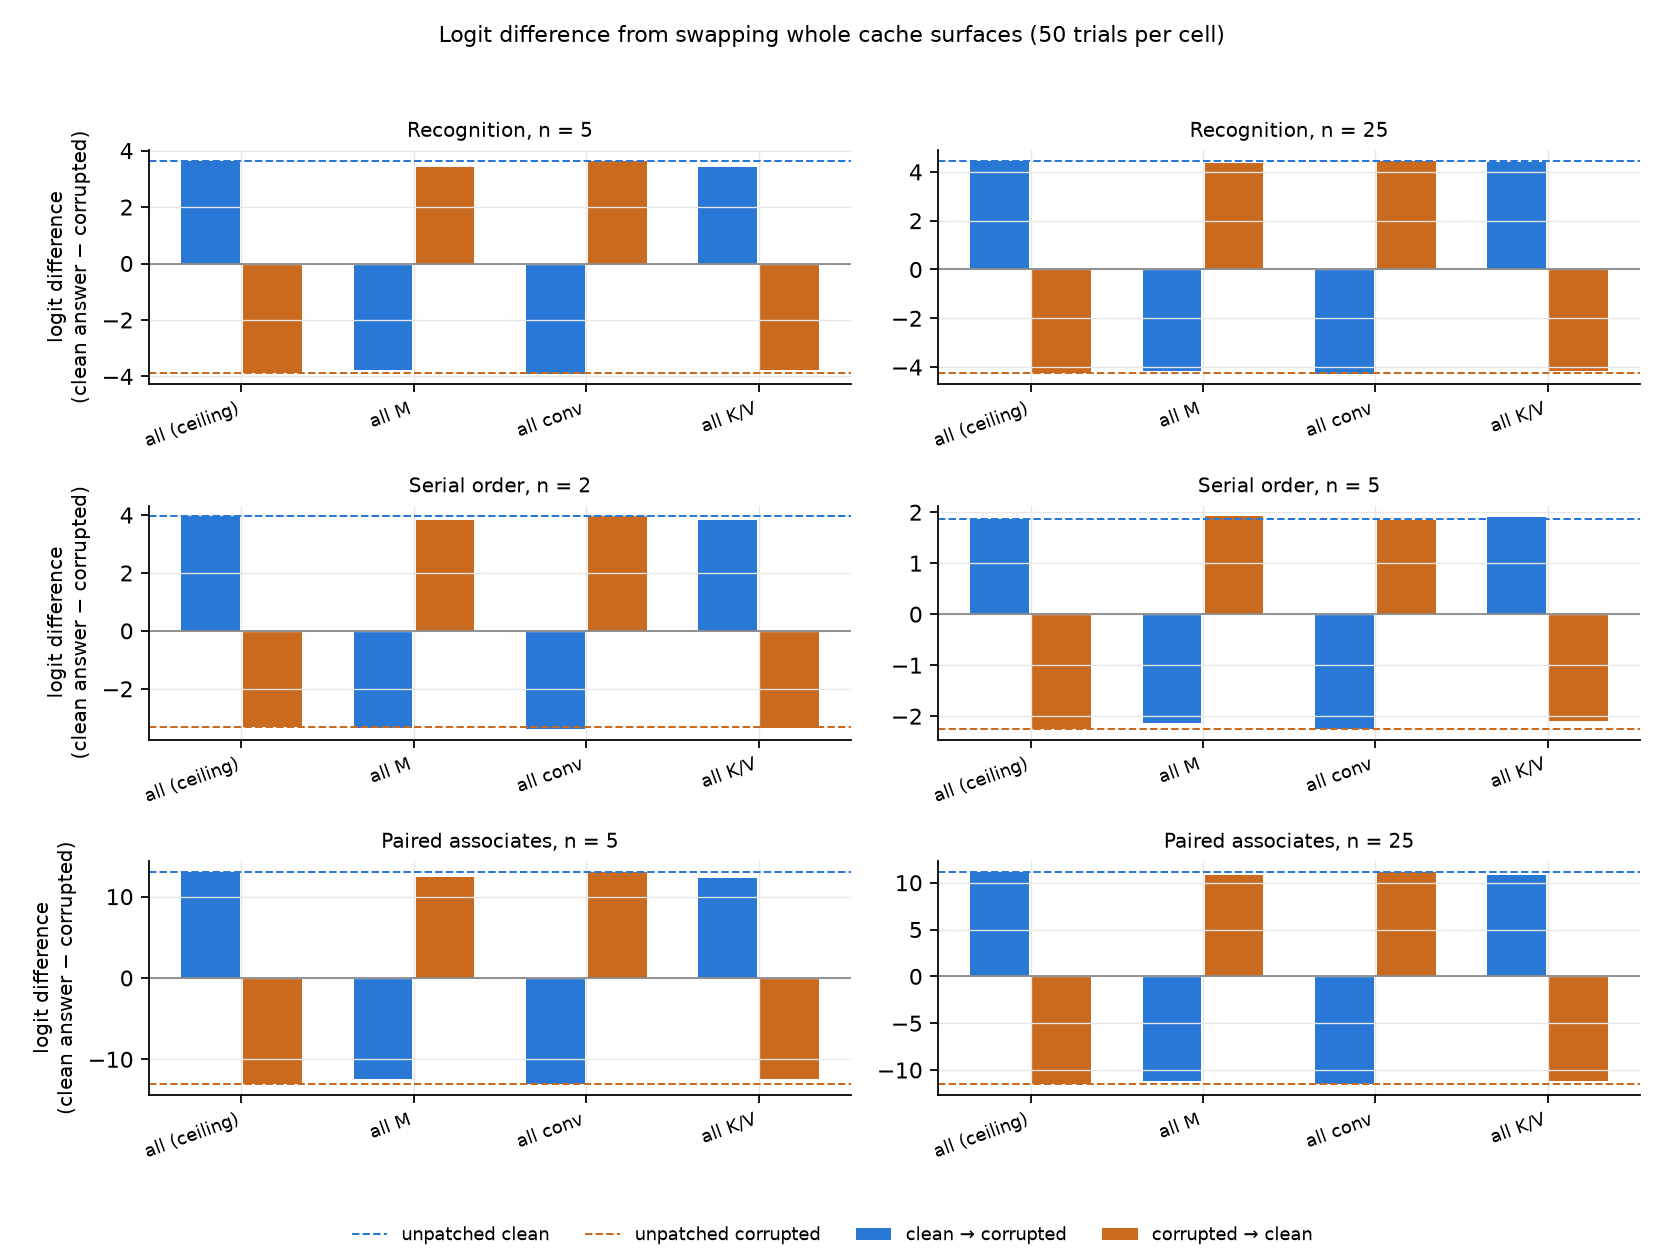 Logit difference from swapping whole cache surfaces (50 trials per cell)
Recognition, n = 5
logit difference
(clean answer − corrupted)
4
2
0
−2
−4
all (ceiling)
all M
all conv
all K/V
Recognition, n = 25
4
2
0
−2
−4
all (ceiling)
all M
all conv
all K/V
Serial order, n = 2
logit difference
(clean answer − corrupted)
4
2
0
−2
all (ceiling)
all M
all conv
all K/V
Serial order, n = 5
2
1
0
−1
−2
all (ceiling)
all M
all conv
all K/V
Paired associates, n = 5
logit difference
(clean answer − corrupted)
10
0
−10
all (ceiling)
all M
all conv
all K/V
Paired associates, n = 25
10
5
0
−5
−10
all (ceiling)
all M
all conv
all K/V
unpatched clean
unpatched corrupted
clean → corrupted
corrupted → clean